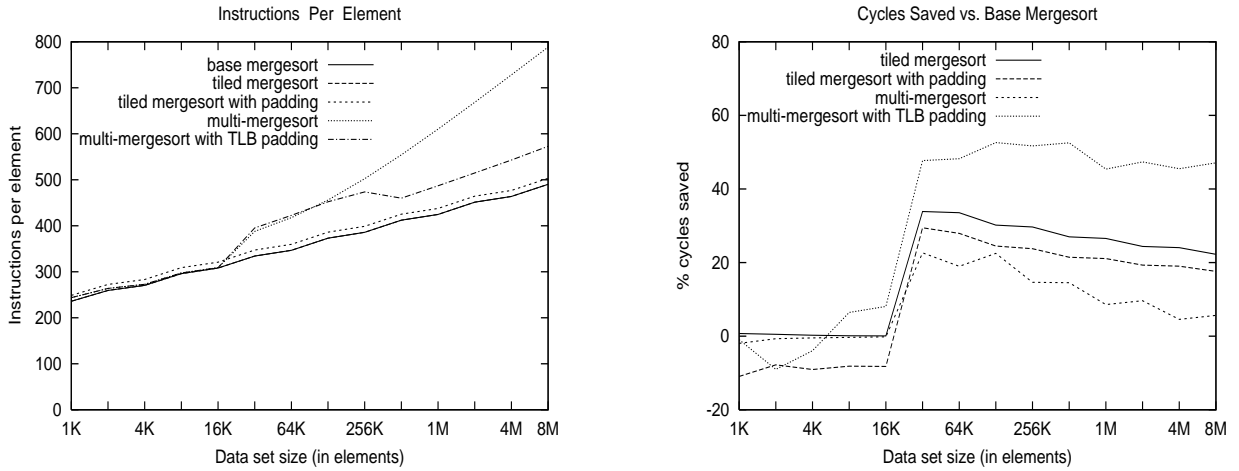 Instructions Per Element
800
700
600
500
400
300
200
100
0
Instructions per element
base mergesort
tiled mergesort
tiled mergesort with padding
multi-mergesort
multi-mergesort with TLB padding
1K 4K 16K 64K 256K 1M 4M 8M
Data set size (in elements)
Cycles Saved vs. Base Mergesort
80
60
40
20
0
-20
% cycles saved
tiled mergesort
tiled mergesort with padding
multi-mergesort
multi-mergesort with TLB padding
1K 4K 16K 64K 256K 1M 4M 8M
Data set size (in elements)